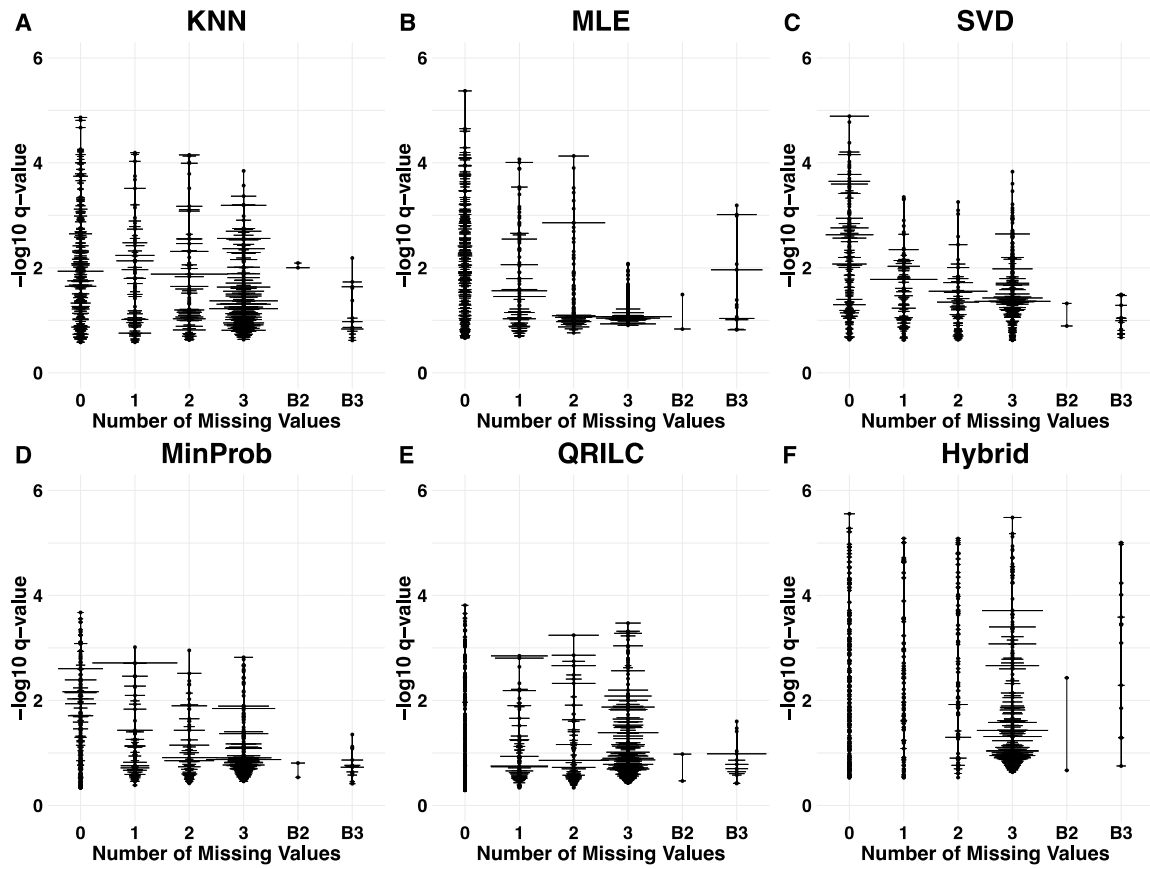 A KNN
−log10 q−value
6
4
2
0
0 1 2 3 B2 B3
Number of Missing Values
B MLE
−log10 q−value
6
4
2
0
0 1 2 3 B2 B3
Number of Missing Values
C SVD
−log10 q−value
6
4
2
0
0 1 2 3 B2 B3
Number of Missing Values
D MinProb
−log10 q−value
6
4
2
0
0 1 2 3 B2 B3
Number of Missing Values
E QRILC
−log10 q−value
6
4
2
0
0 1 2 3 B2 B3
Number of Missing Values
F Hybrid
−log10 q−value
6
4
2
0
0 1 2 3 B2 B3
Number of Missing Values